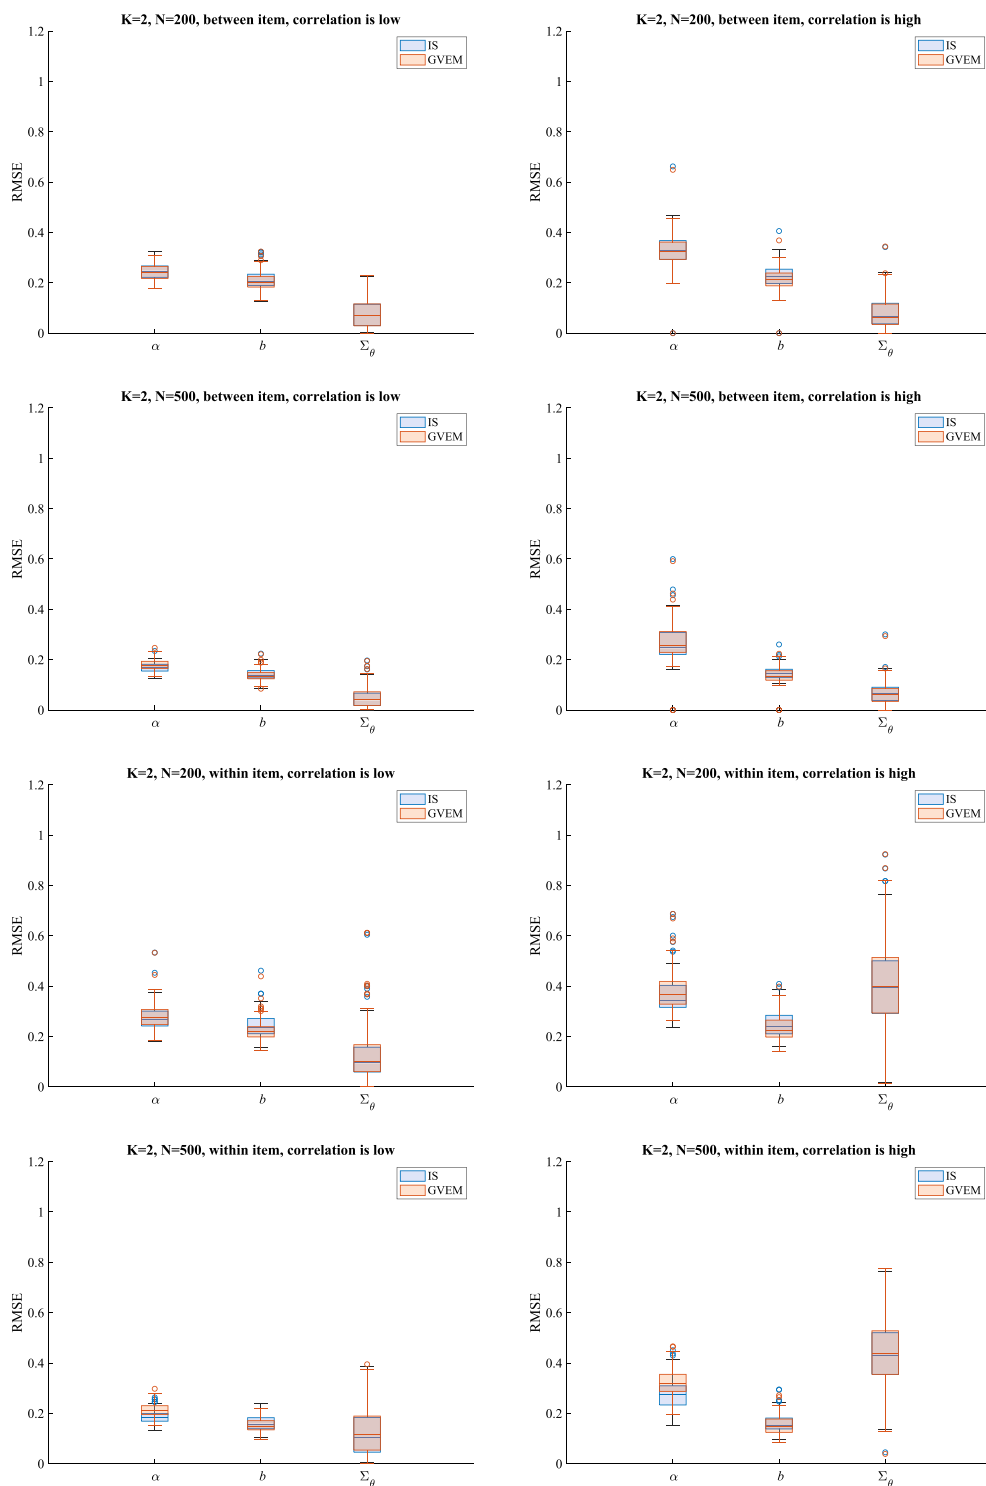 K=2, N=200, between item, correlation is low
1.2
1
0.8
0.6
0.4
0.2
0
RMSE
IS
GVEM
α
b
Σθ
K=2, N=200, between item, correlation is high
1.2
1
0.8
0.6
0.4
0.2
0
RMSE
IS
GVEM
α
b
Σθ
K=2, N=500, between item, correlation is low
1.2
1
0.8
0.6
0.4
0.2
0
RMSE
IS
GVEM
α
b
Σθ
K=2, N=500, between item, correlation is high
1.2
1
0.8
0.6
0.4
0.2
0
RMSE
IS
GVEM
α
b
Σθ
K=2, N=200, within item, correlation is low
1.2
1
0.8
0.6
0.4
0.2
0
RMSE
IS
GVEM
α
b
Σθ
K=2, N=200, within item, correlation is high
1.2
1
0.8
0.6
0.4
0.2
0
RMSE
IS
GVEM
α
b
Σθ
K=2, N=500, within item, correlation is low
1.2
1
0.8
0.6
0.4
0.2
0
RMSE
IS
GVEM
α
b
Σθ
K=2, N=500, within item, correlation is high
1.2
1
0.8
0.6
0.4
0.2
0
RMSE
IS
GVEM
α
b
Σθ